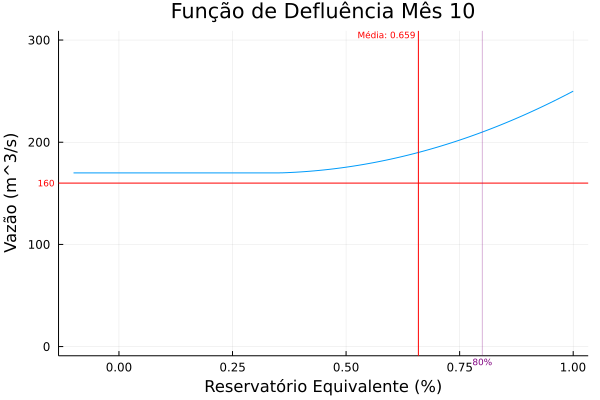 Função de Defluência Mês 10
Média: 0.659
300
200
160
100
0
Vazão (m^3/s)
0.00
0.25
0.50
0.75
80%
1.00
Reservatório Equivalente (%)